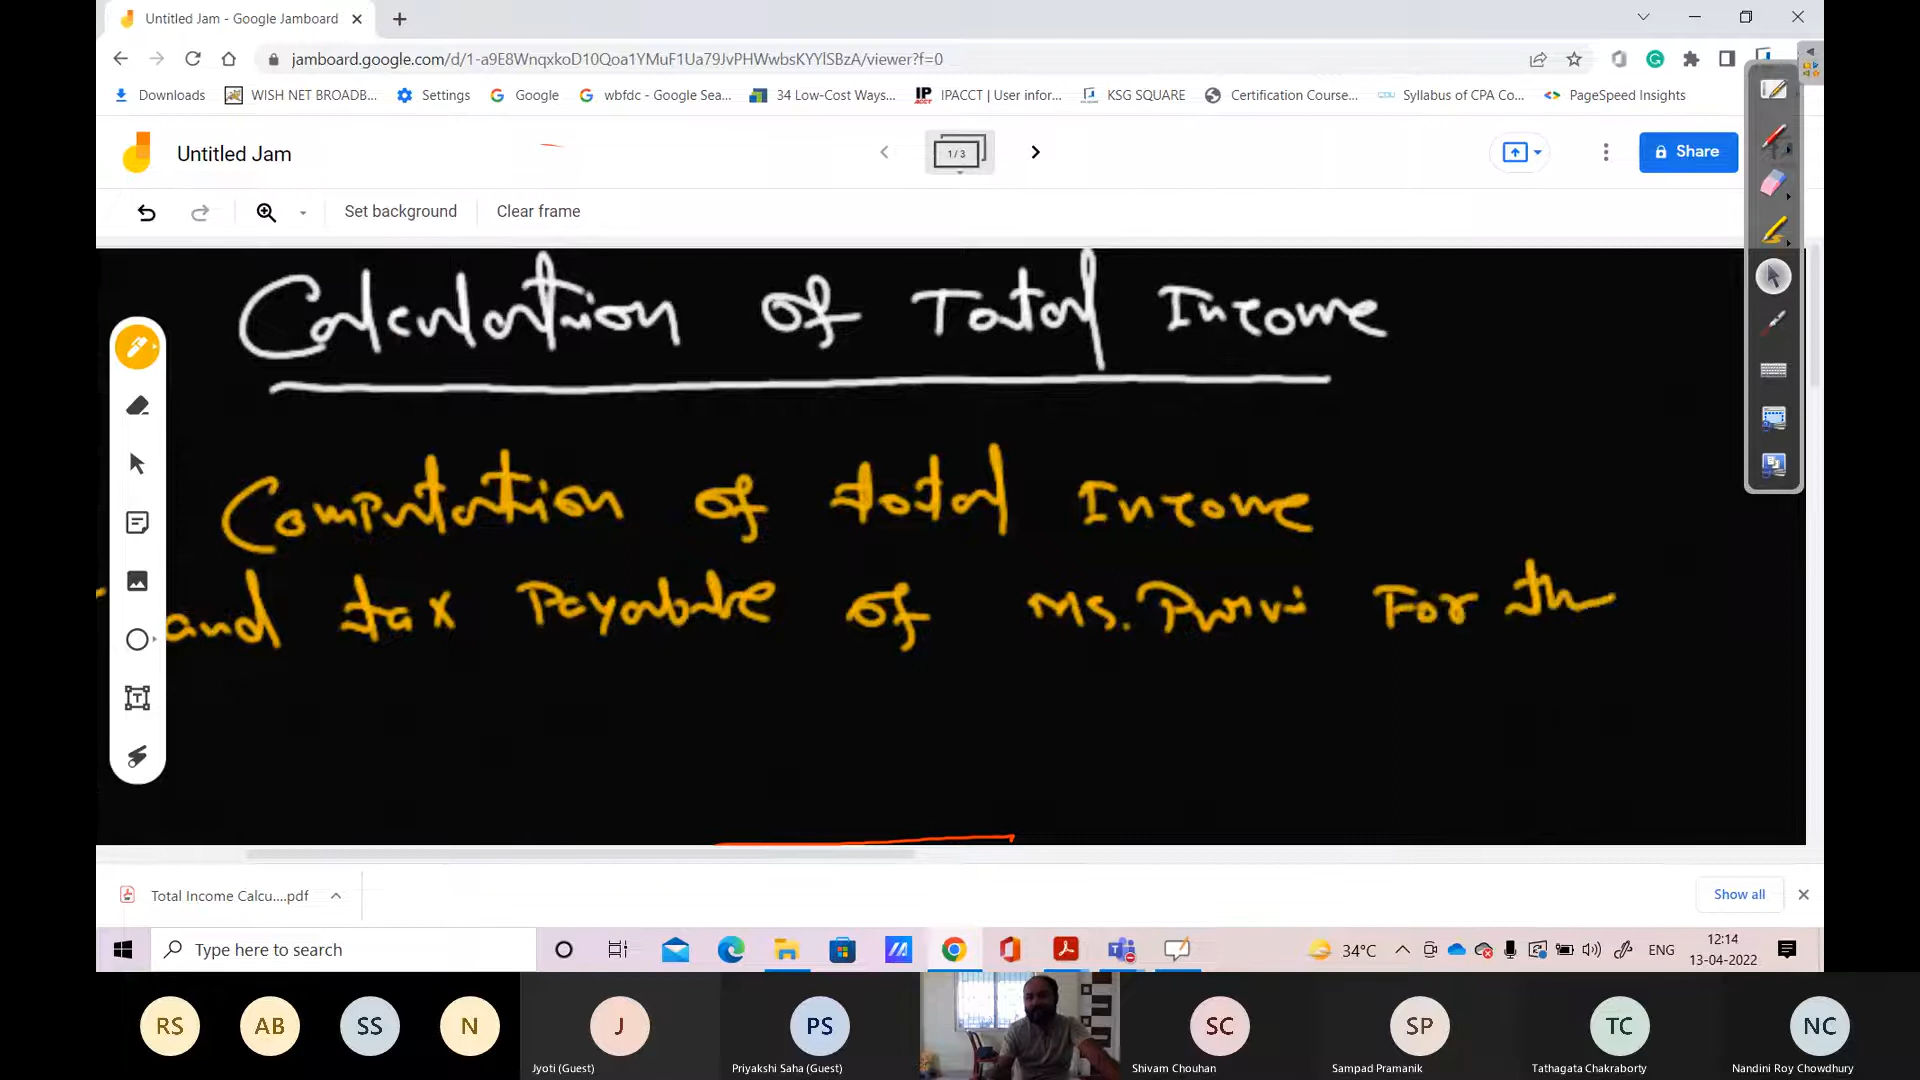 Untitled Jam - Google Jamboard
jamboard.google.com/d/1-a9E8WnqxkoD10Qoa1YMuF1Ua79JvPHWwbsKYYlSBzA/viewer?f=0
Downloads WISH NET BROADB... Settings Google wbfdc - Google Sea... 34 Low-Cost Ways... IPACCT | User infor... KSG SQUARE Certification Course... Syllabus of CPA Co... PageSpeed Insights
Untitled Jam 1 / 3 Share
Set background Clear frame
Calculation of Total Income
Computation of total Income
and tax Payable of Ms. Purvi For the
Total Income Calcu....pdf Show all
Type here to search 34°C ENG 12:14
13-04-2022
RS AB SS N J PS SC SP TC NC
Jyoti (Guest) Priyakshi Saha (Guest) Shivam Chouhan Sampad Pramanik Tathagata Chakraborty Nandini Roy Chowdhury